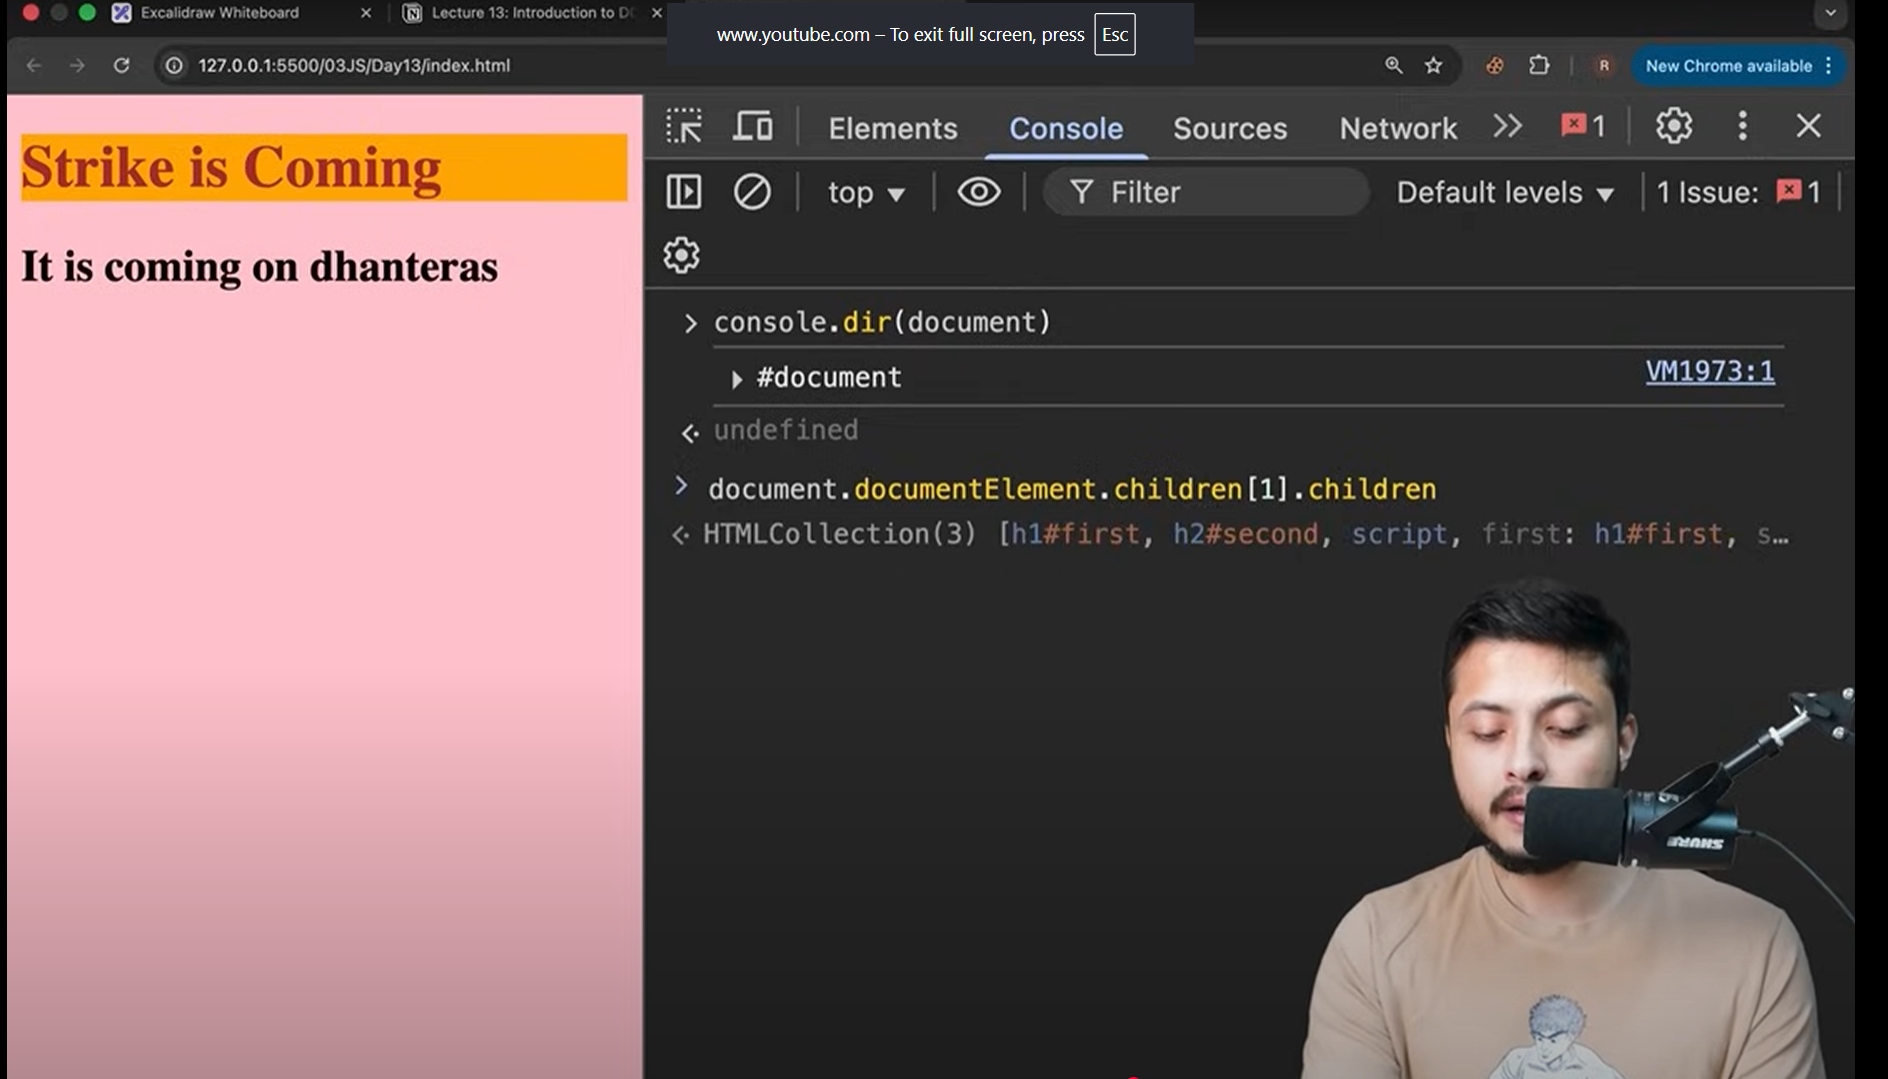 Excalidraw Whiteboard
Lecture 13: Introduction to D
www.youtube.com – To exit full screen, press Esc
127.0.0.1:5500/03JS/Day13/index.html
R
New Chrome available
Strike is Coming
It is coming on dhanteras
Elements Console Sources Network 1
top Filter Default levels 1 Issue: 1
console.dir(document)
#document VM1973:1
undefined
document.documentElement.children[1].children
HTMLCollection(3) [h1#first, h2#second, script, first: h1#first, s…
SHURE